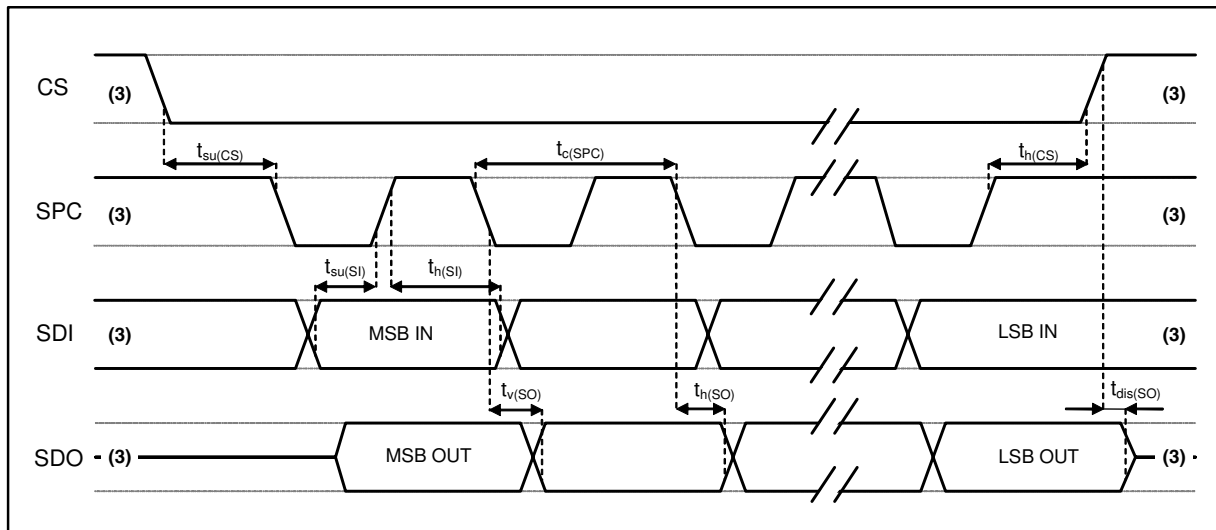 CS (3) (3)
tsu(CS) tc(SPC) th(CS)
SPC (3) (3)
tsu(SI) th(SI)
SDI (3) MSB IN LSB IN (3)
tv(SO) th(SO) tdis(SO)
SDO (3) MSB OUT LSB OUT (3)